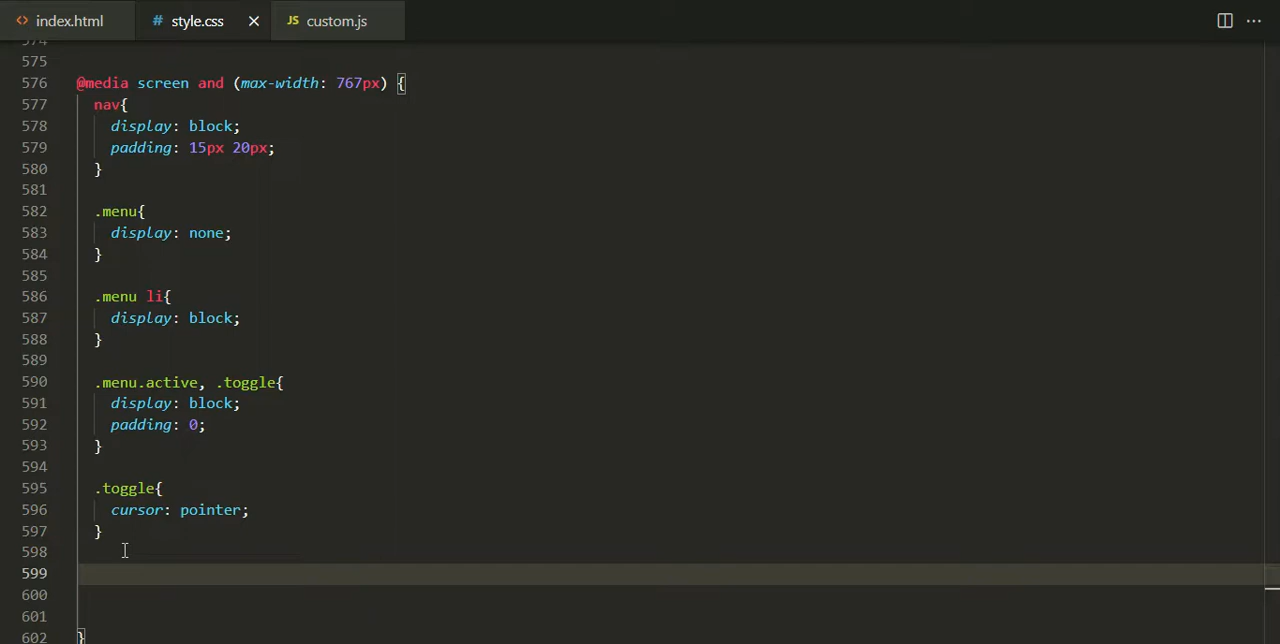 index.html # style.css × JS custom.js ...
574
575
576 @media screen and (max-width: 767px) {
577 nav{
578 display: block;
579 padding: 15px 20px;
580 }
581
582 .menu{
583 display: none;
584 }
585
586 .menu li{
587 display: block;
588 }
589
590 .menu.active, .toggle{
591 display: block;
592 padding: 0;
593 }
594
595 .toggle{
596 cursor: pointer;
597 }
598
599
600
601
602 }